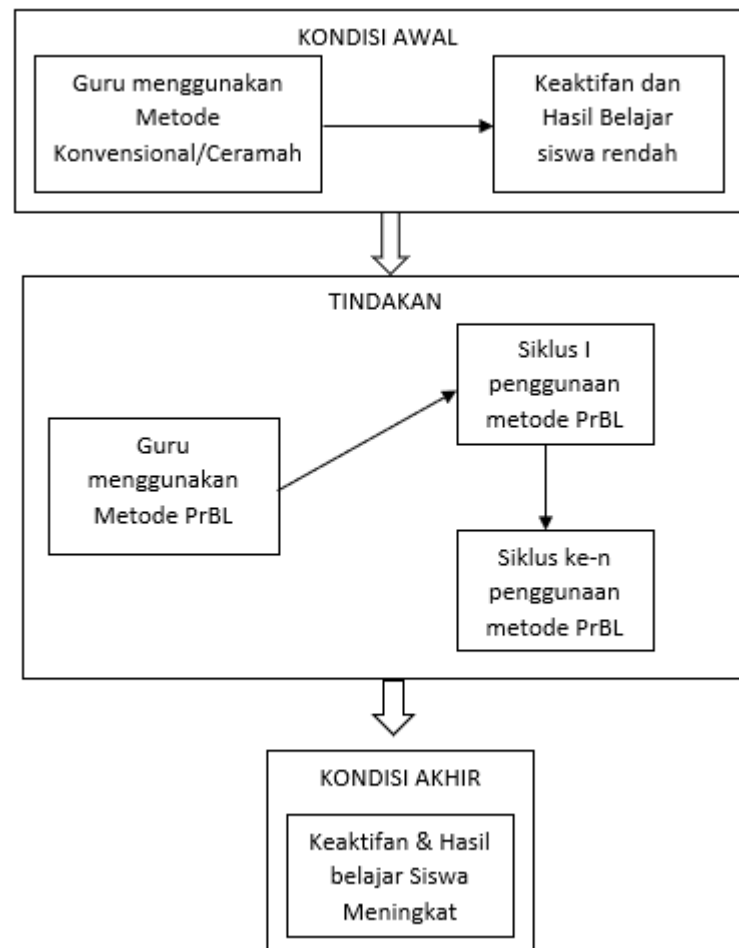 KONDISI AWAL
Guru menggunakan
Metode
Konvensional/Ceramah
Keaktifan dan
Hasil Belajar
siswa rendah
TINDAKAN
Guru
menggunakan
Metode PrBL
Siklus I
penggunaan
metode PrBL
Siklus ke-n
penggunaan
metode PrBL
KONDISI AKHIR
Keaktifan & Hasil
belajar Siswa
Meningkat